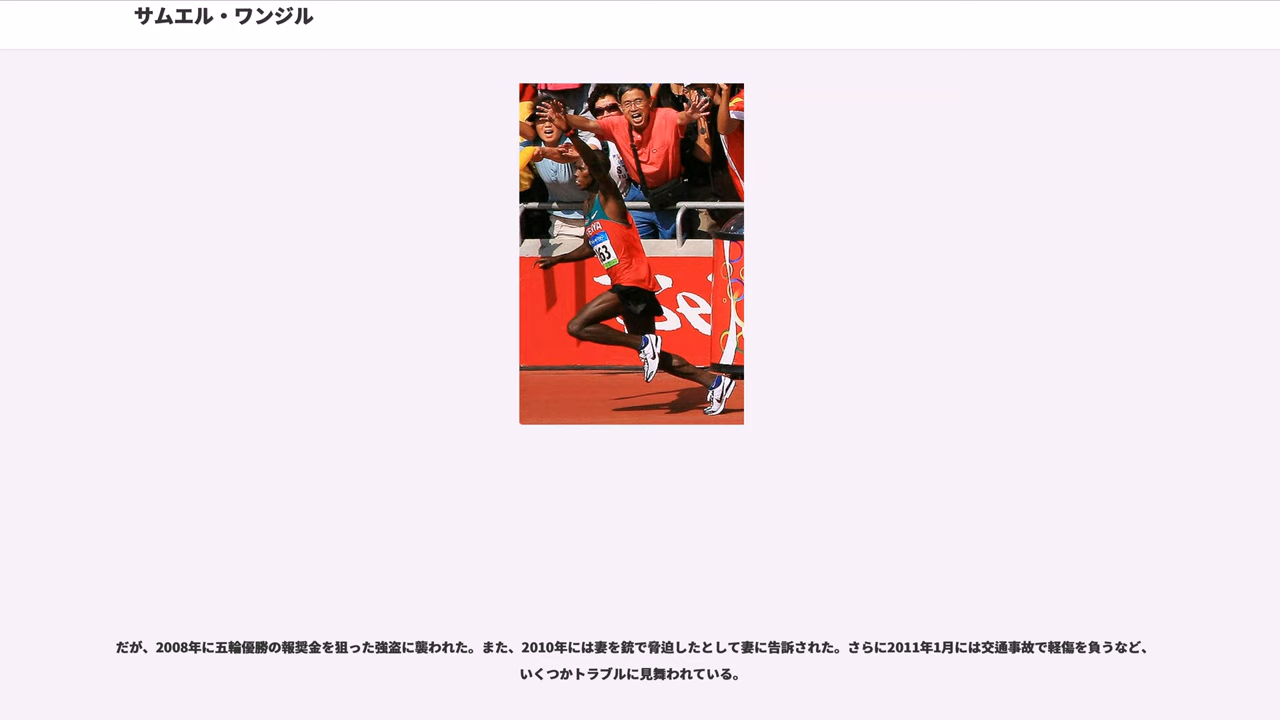 サムエル・ワンジル
だが、2008年に五輪優勝の報奨金を狙った強盗に襲われた。また、2010年には妻を銃で脅迫したとして妻に告訴された。さらに2011年1月には交通事故で軽傷を負うなど、
いくつかトラブルに見舞われている。